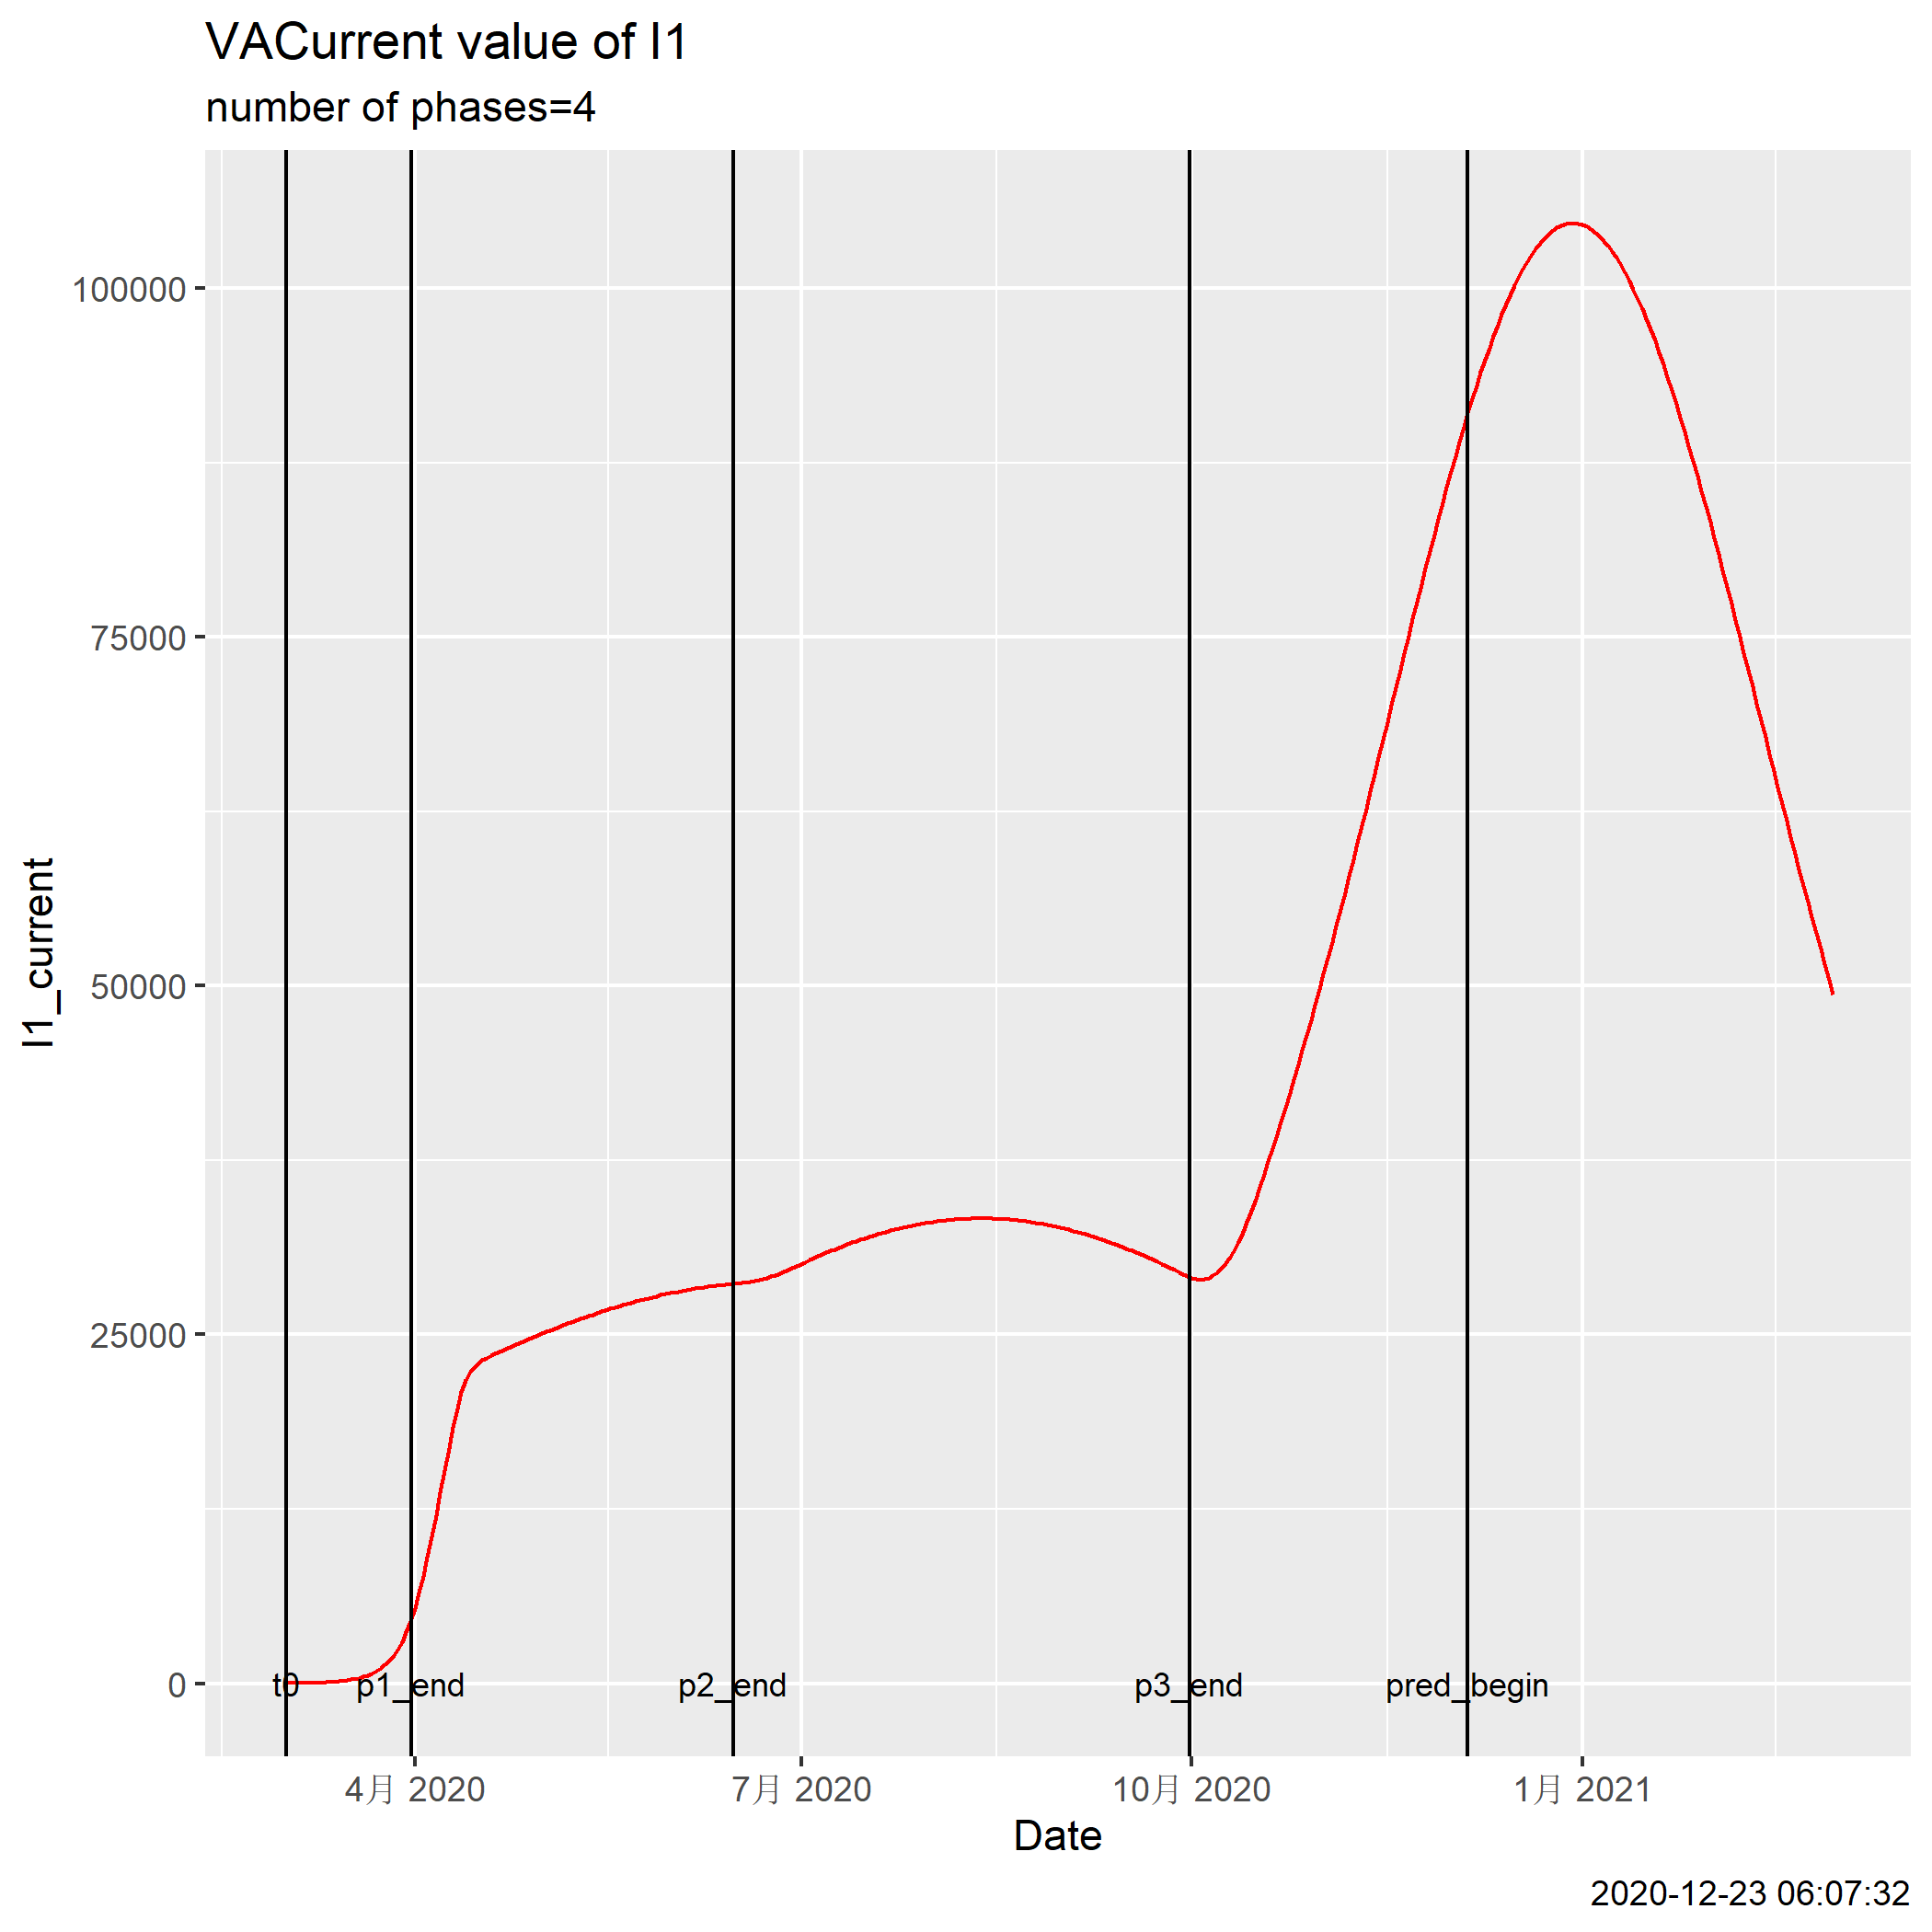 VACurrent value of I1
number of phases=4
I1_current
100000
75000
50000
25000
0
t0 p1_end p2_end p3_end pred_begin
4月 2020 7月 2020 10月 2020 1月 2021
Date
2020-12-23 06:07:32